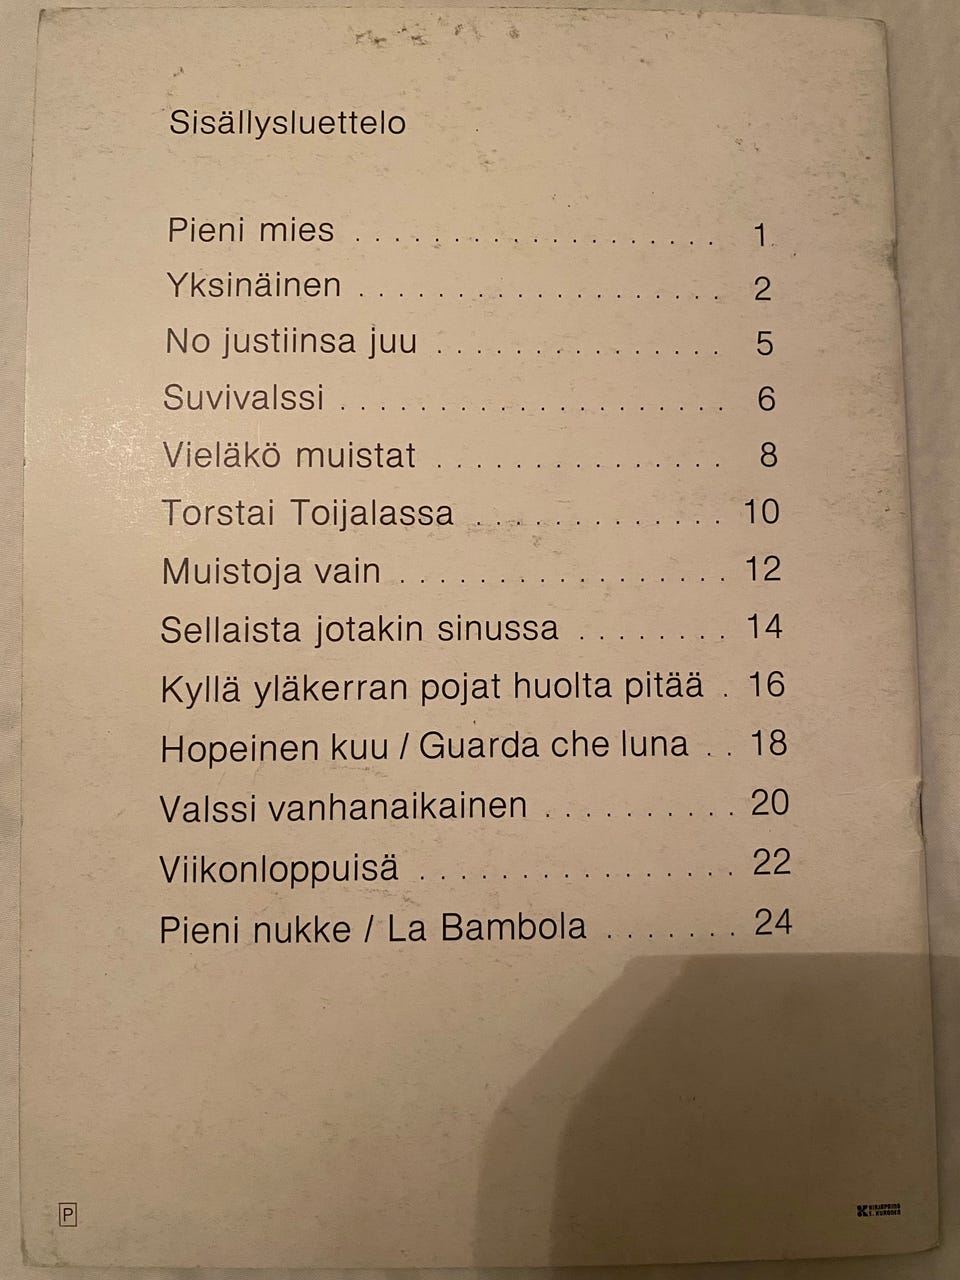 Sisällysluettelo
Pieni mies . . . . . . . . . . . . . . . . . . . 1
Yksinäinen . . . . . . . . . . . . . . . . . . . 2
No justiinsa juu . . . . . . . . . . . . . . . 5
Suvivalssi . . . . . . . . . . . . . . . . . . . . 6
Vieläkö muistat . . . . . . . . . . . . . . . 8
Torstai Toijalassa . . . . . . . . . . . . . 10
Muistoja vain . . . . . . . . . . . . . . . . . 12
Sellaista jotakin sinussa . . . . . . . . 14
Kyllä yläkerran pojat huolta pitää . 16
Hopeinen kuu / Guarda che luna . . 18
Valssi vanhanaikainen . . . . . . . . . . 20
Viikonloppuisä . . . . . . . . . . . . . . . . 22
Pieni nukke / La Bambola . . . . . . . 24
P
KIRJAPAINO
E. KURONEN